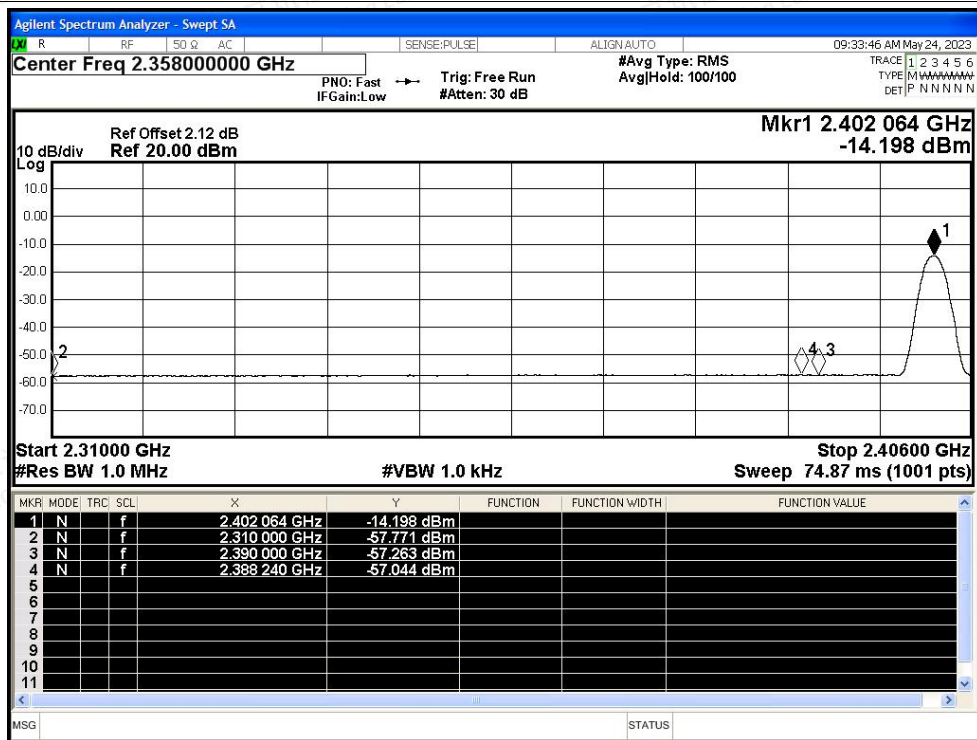 Agilent Spectrum Analyzer - Swept SA
LXI R RF 50 Ω AC SENSE:PULSE ALIGN AUTO 09:33:46 AM May 24, 2023
Center Freq 2.358000000 GHz #Avg Type: RMS TRACE 1 2 3 4 5 6
PNO: Fast Trig: Free Run Avg|Hold: 100/100 TYPE M W W W W W
IFGain:Low #Atten: 30 dB DET P N N N N N
Mkr1 2.402 064 GHz
Ref Offset 2.12 dB -14.198 dBm
10 dB/div Ref 20.00 dBm
Log
10.0
0.00
-10.0
1
-20.0
-30.0
-40.0
-50.0 2 4 3
-60.0
-70.0
Start 2.31000 GHz Stop 2.40600 GHz
#Res BW 1.0 MHz #VBW 1.0 kHz Sweep 74.87 ms (1001 pts)
MKR MODE TRC SCL X Y FUNCTION FUNCTION WIDTH FUNCTION VALUE
1 N f 2.402 064 GHz -14.198 dBm
2 N f 2.310 000 GHz -57.771 dBm
3 N f 2.390 000 GHz -57.263 dBm
4 N f 2.388 240 GHz -57.044 dBm
5
6
7
8
9
10
11
MSG STATUS